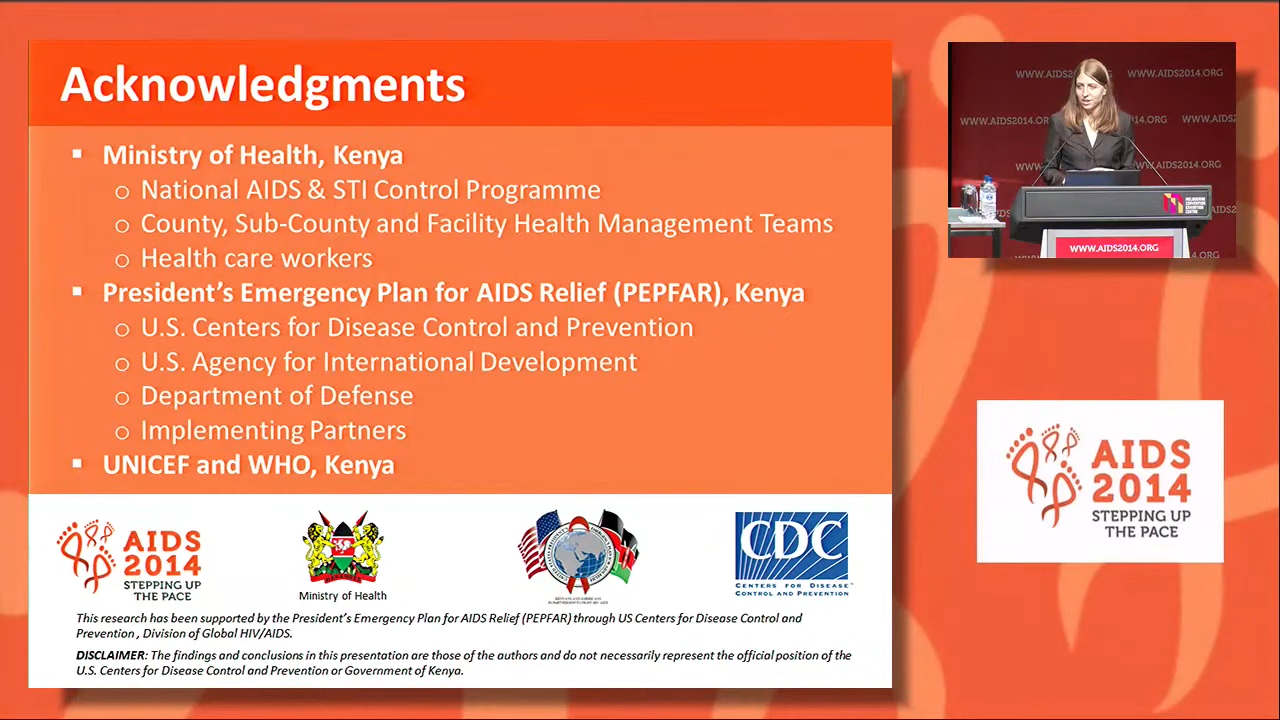 Acknowledgments
▪ Ministry of Health, Kenya
o National AIDS & STI Control Programme
o County, Sub-County and Facility Health Management Teams
o Health care workers
▪ President's Emergency Plan for AIDS Relief (PEPFAR), Kenya
o U.S. Centers for Disease Control and Prevention
o U.S. Agency for International Development
o Department of Defense
o Implementing Partners
▪ UNICEF and WHO, Kenya
AIDS
2014
STEPPING UP
THE PACE
HARAMBEE
Ministry of Health
CDC
CENTERS FOR DISEASE
CONTROL AND PREVENTION
This research has been supported by the President's Emergency Plan for AIDS Relief (PEPFAR) through US Centers for Disease Control and
Prevention , Division of Global HIV/AIDS.
DISCLAIMER: The findings and conclusions in this presentation are those of the authors and do not necessarily represent the official position of the
U.S. Centers for Disease Control and Prevention or Government of Kenya.
WWW.AIDS2014.ORG
WWW.AIDS2014.ORG
MELBOURNE
CONVENTION
EXHIBITION
CENTRE
WWW.AIDS2014.ORG
AIDS
2014
STEPPING UP
THE PACE